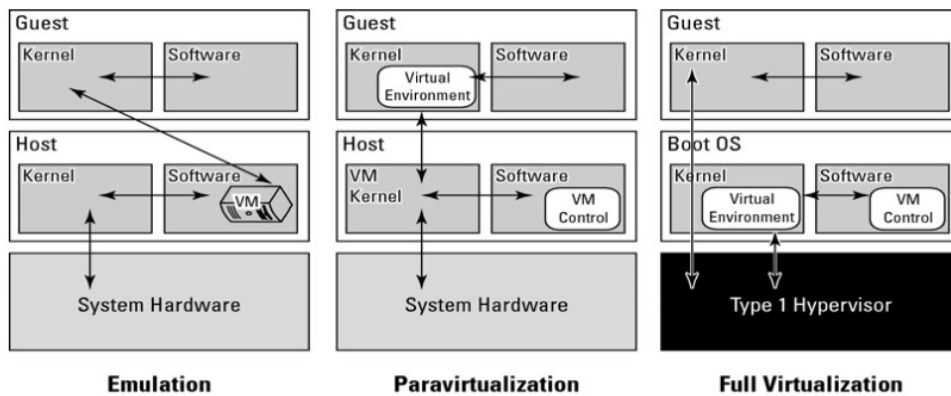 Guest
Kernel
Software
Host
Kernel
Software
VM
System Hardware
Emulation
Guest
Kernel
Software
Virtual
Environment
Host
VM
Kernel
Software
VM
Control
System Hardware
Paravirtualization
Guest
Kernel
Software
Boot OS
Kernel
Software
Virtual
Environment
VM
Control
Type 1 Hypervisor
Full Virtualization